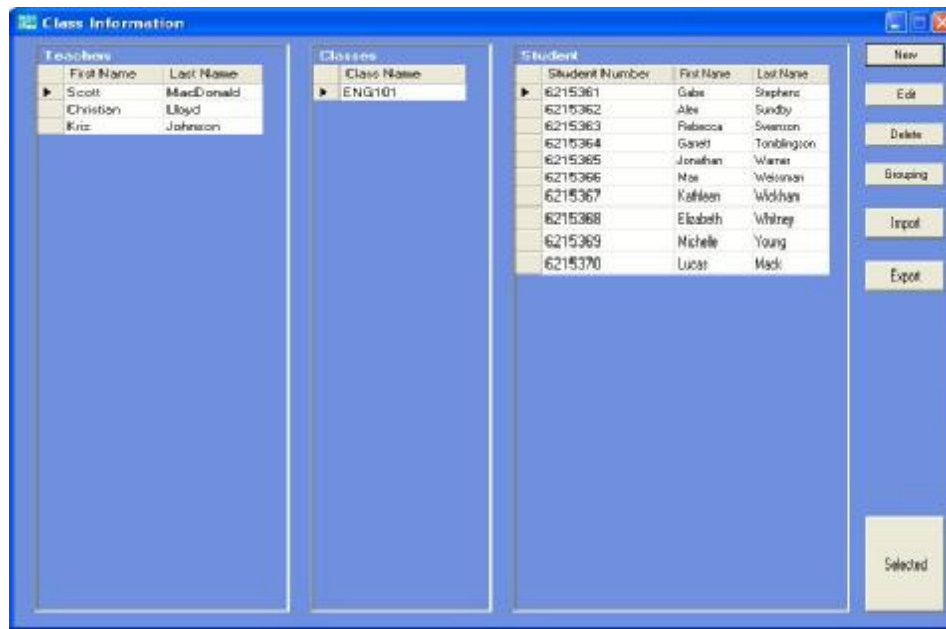 Class Information
Teachers
First Name Last Name
Scott MacDonald
Christian Lloyd
Kris Johnson
Classes
Class Name
ENG101
Student
Student Number First Name Last Name
6215361 Gabe Stephens
6215362 Alex Sundby
6215363 Rebecca Swanson
6215364 Garrett Tomblingson
6215365 Jonathan Warner
6215366 Max Weissman
6215367 Kathleen Wickham
6215368 Elizabeth Whitney
6215369 Michelle Young
6215370 Lucas Mack
New
Edit
Delete
Grouping
Import
Export
Selected